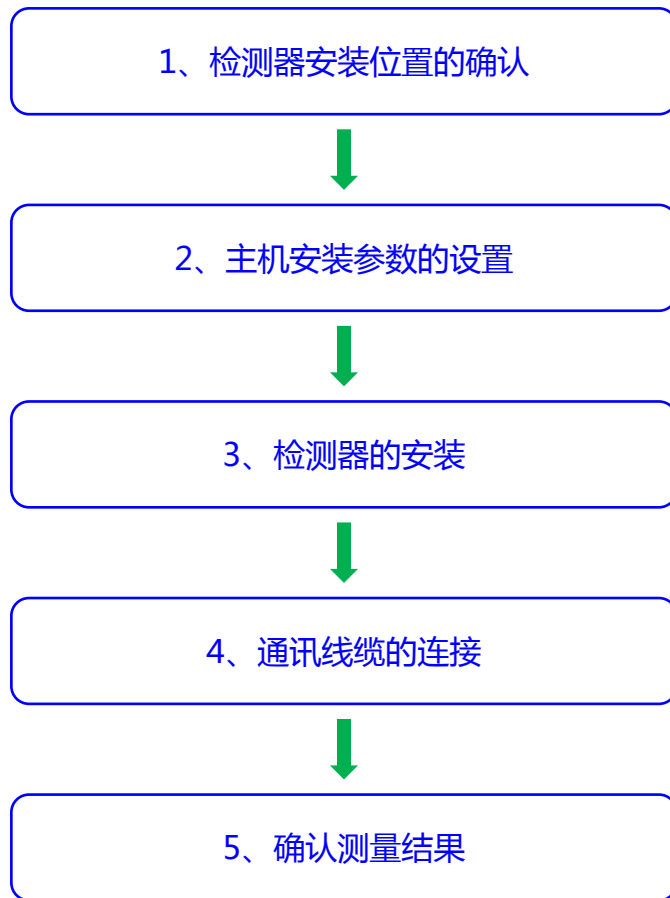 1、检测器安装位置的确认
2、主机安装参数的设置
3、检测器的安装
4、通讯线缆的连接
5、确认测量结果